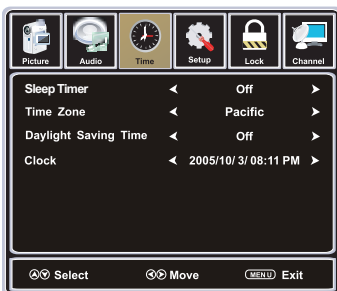 Picture Audio Time Setup Lock Channel
Sleep Timer Off
Time Zone Pacific
Daylight Saving Time Off
Clock 2005/10/ 3/ 08:11 PM
Select Move MENU Exit